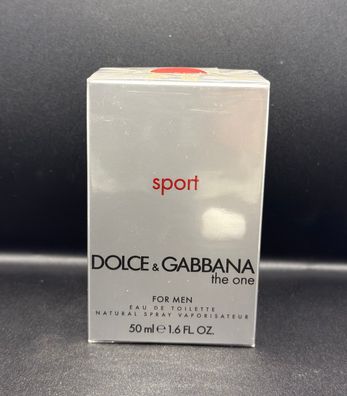 sport
DOLCE & GABBANA
the one
FOR MEN
EAU DE TOILETTE
NATURAL SPRAY VAPORISATEUR
50 ml ℮ 1.6 FL. OZ.